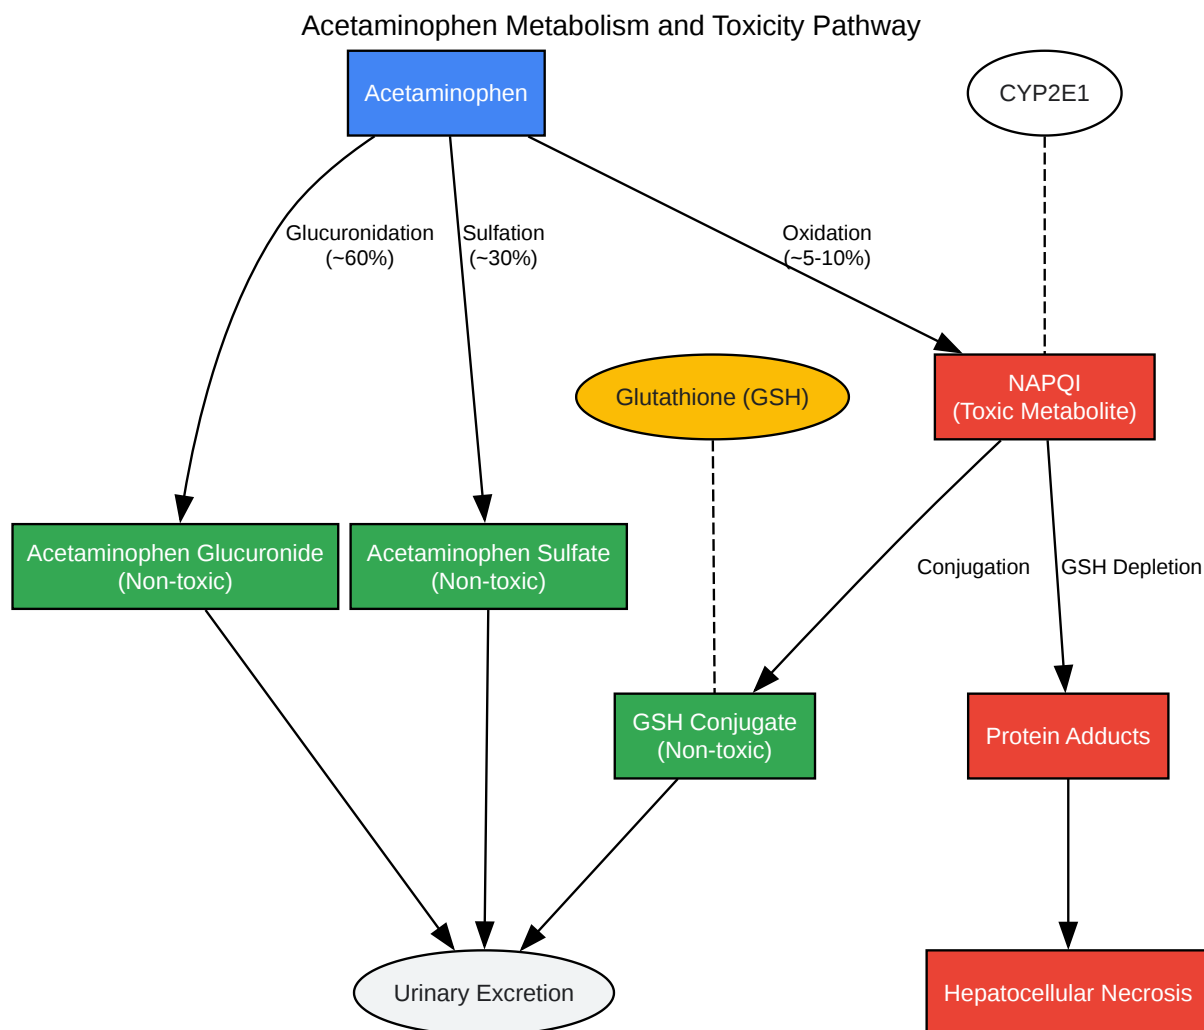 Acetaminophen Metabolism and Toxicity Pathway
Acetaminophen
CYP2E1
Glucuronidation
(~60%)
Sulfation
(~30%)
Oxidation
(~5-10%)
Glutathione (GSH)
NAPQI
(Toxic Metabolite)
Acetaminophen Glucuronide
(Non-toxic)
Acetaminophen Sulfate
(Non-toxic)
Conjugation
GSH Depletion
GSH Conjugate
(Non-toxic)
Protein Adducts
Urinary Excretion
Hepatocellular Necrosis